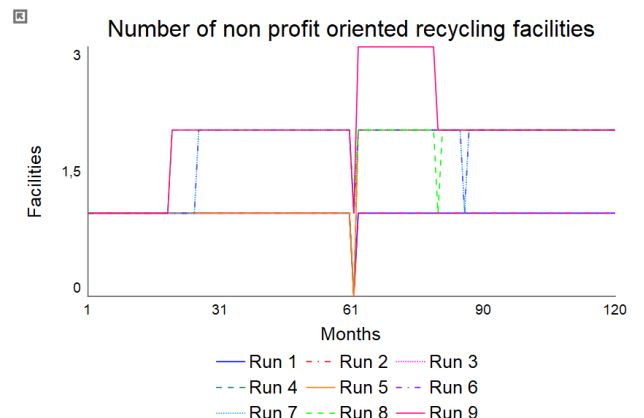 Number of non profit oriented recycling facilities
3
1,5
0
Facilities
1 31 61 90 120
Months
Run 1 Run 2 Run 3
Run 4 Run 5 Run 6
Run 7 Run 8 Run 9